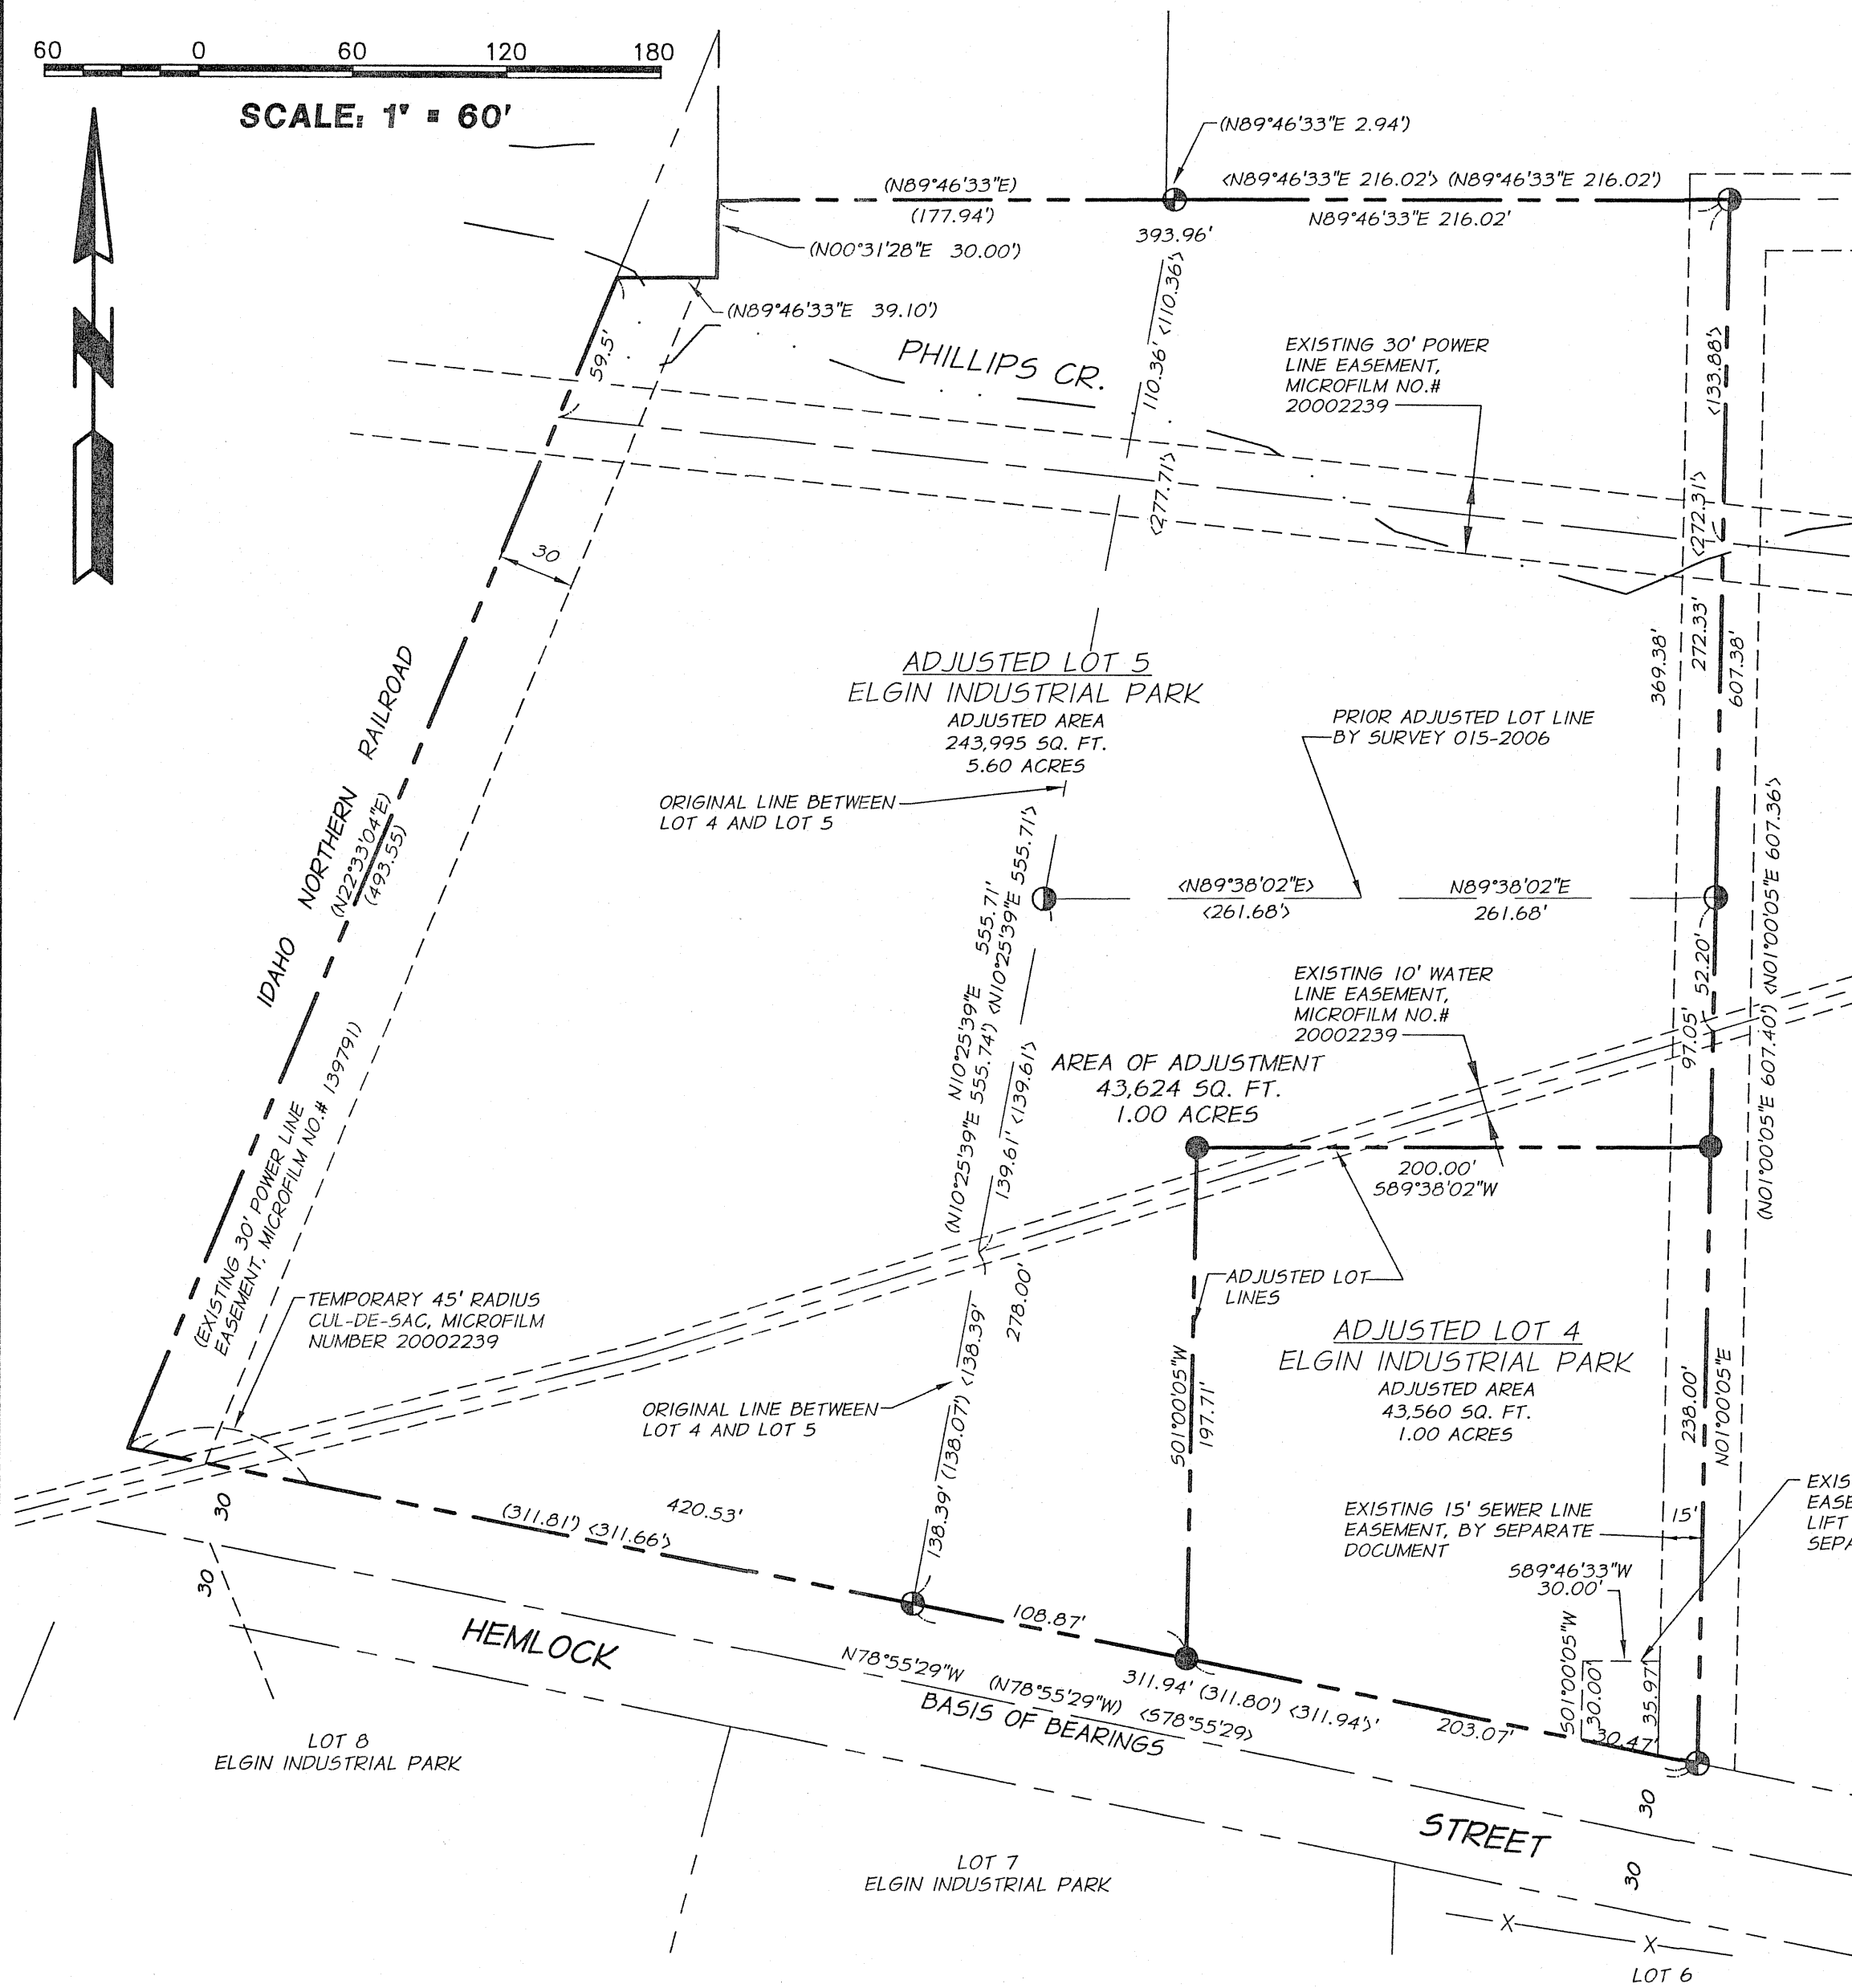 60 0 60 120 180
SCALE: 1" = 60'
N
(N89°46'33"E 2.94')
(N89°46'33"E)
(177.94')
<N89°46'33"E 216.02'> (N89°46'33"E 216.02')
N89°46'33"E 216.02'
393.96'
(N00°31'28"E 30.00')
(N89°46'33"E 39.10')
59.5'
PHILLIPS CR.
110.36' <110.36'>
<277.71'>
EXISTING 30' POWER
LINE EASEMENT,
MICROFILM NO.#
20002239
<133.88'>
<272.31'>
272.33'
369.38'
607.38'
30
ADJUSTED LOT 5
ELGIN INDUSTRIAL PARK
ADJUSTED AREA
243,995 SQ. FT.
5.60 ACRES
PRIOR ADJUSTED LOT LINE
BY SURVEY 015-2006
ORIGINAL LINE BETWEEN
LOT 4 AND LOT 5
IDAHO NORTHERN RAILROAD
(N22°33'04"E)
(493.55)
<N89°38'02"E>
<261.68'>
N89°38'02"E
261.68'
N10°25'39"E 555.71'
(N10°25'39"E 555.74') <N10°25'39"E 555.71'>
139.61' <139.61'>
EXISTING 10' WATER
LINE EASEMENT,
MICROFILM NO.#
20002239
52.20'
97.05'
(N01°00'05"E 607.40') <N01°00'05"E 607.36'>
AREA OF ADJUSTMENT
43,624 SQ. FT.
1.00 ACRES
200.00'
S89°38'02"W
(EXISTING 30' POWER LINE
EASEMENT, MICROFILM NO.# 139791)
TEMPORARY 45' RADIUS
CUL-DE-SAC, MICROFILM
NUMBER 20002239
278.00'
138.39' (138.07') <138.39'
ADJUSTED LOT
LINES
S01°00'05"W
197.71'
ADJUSTED LOT 4
ELGIN INDUSTRIAL PARK
ADJUSTED AREA
43,560 SQ. FT.
1.00 ACRES
238.00'
N01°00'05"E
ORIGINAL LINE BETWEEN
LOT 4 AND LOT 5
(311.81') <311.66'>
420.53'
30
30
EXISTING 15' SEWER LINE
EASEMENT, BY SEPARATE
DOCUMENT
15'
EXIS
EASE
LIFT
SEPA
S89°46'33"W
30.00'
S01°00'05"W
30.00'
35.97'
30.47'
HEMLOCK
108.87'
N78°55'29"W (N78°55'29"W) <S78°55'29>
BASIS OF BEARINGS
311.94' (311.80') <311.94'>'
203.07'
STREET
30
30
LOT 8
ELGIN INDUSTRIAL PARK
LOT 7
ELGIN INDUSTRIAL PARK
X
X
LOT 6